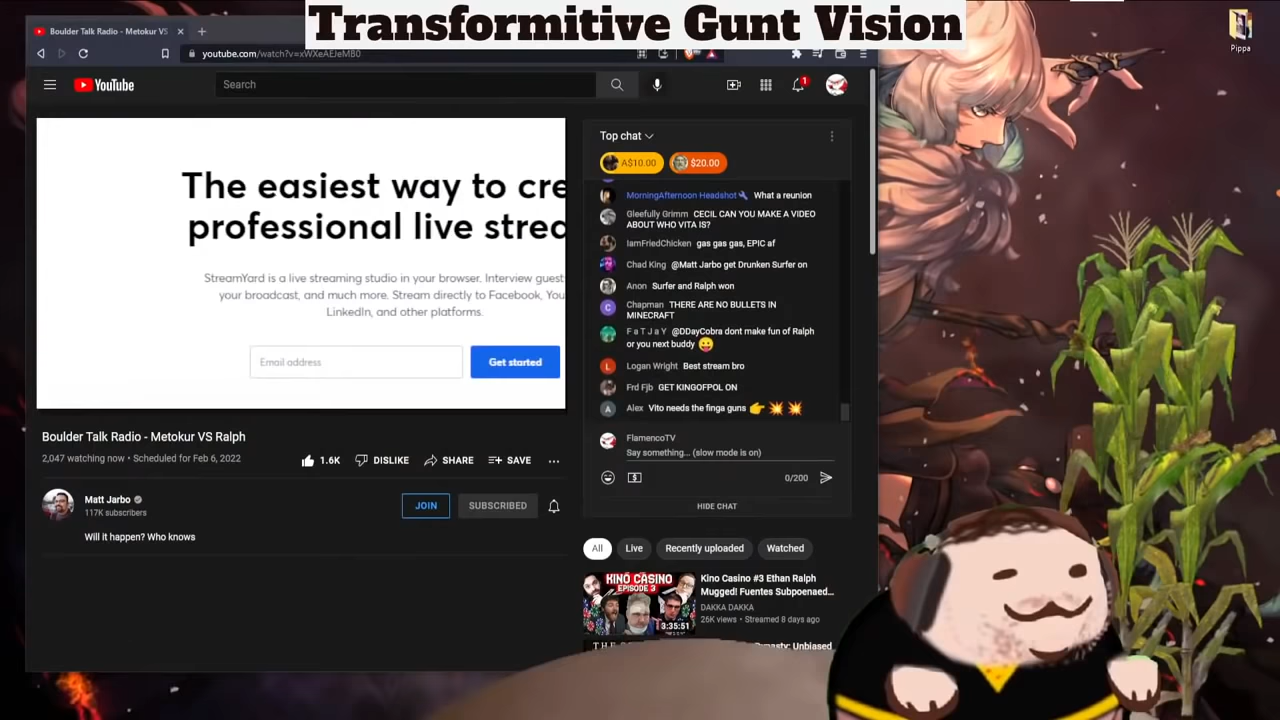 Transformitive Gunt Vision
Boulder Talk Radio - Metokur VS
youtube.com/watch?v=xWXeAEJeMB0
Pippa
YouTube
Search
1
The easiest way to cre
professional live strea
StreamYard is a live streaming studio in your browser. Interview guest
your broadcast, and much more. Stream directly to Facebook, You
LinkedIn, and other platforms.
Email address
Get started
Boulder Talk Radio - Metokur VS Ralph
2,047 watching now • Scheduled for Feb 6, 2022
1.6K
DISLIKE
SHARE
SAVE
Matt Jarbo
117K subscribers
JOIN
SUBSCRIBED
Will it happen? Who knows
Top chat
A$10.00
$20.00
MorningAfternoon Headshot What a reunion
Gleefully Grimm CECIL CAN YOU MAKE A VIDEO
ABOUT WHO VITA IS?
IamFriedChicken gas gas gas, EPIC af
Chad King @Matt Jarbo get Drunken Surfer on
Anon Surfer and Ralph won
C
Chapman THERE ARE NO BULLETS IN
MINECRAFT
F a T J a Y @DDayCobra dont make fun of Ralph
or you next buddy 😛
L
Logan Wright Best stream bro
Frd Fjb GET KINGOFPOL ON
A
Alex Vito needs the finga guns 👉 💥 💥
FlamencoTV
Say something... (slow mode is on)
0/200
HIDE CHAT
All
Live
Recently uploaded
Watched
KINO CASINO
EPISODE 3
3:35:51
Kino Casino #3 Ethan Ralph
Mugged! Fuentes Subpoenaed...
DAKKA DAKKA
26K views • Streamed 8 days ago